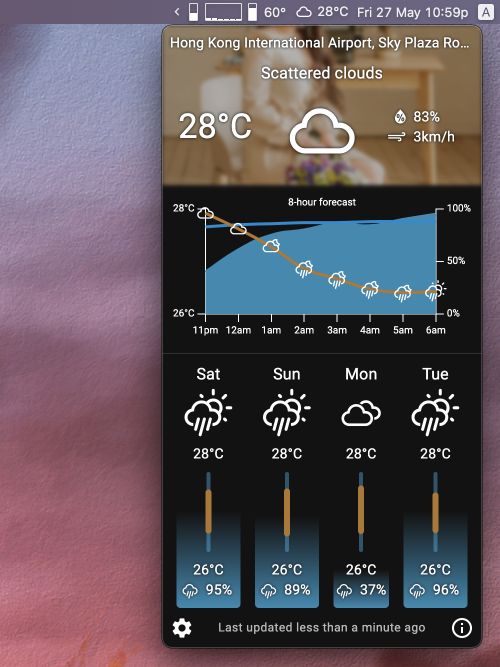 60° 28°C Fri 27 May 10:59p A
Hong Kong International Airport, Sky Plaza Ro...
Scattered clouds
28°C
83%
3km/h
8-hour forecast
28°C 100%
50%
26°C 0%
11pm 12am 1am 2am 3am 4am 5am 6am
Sat Sun Mon Tue
28°C 28°C 28°C 28°C
26°C 26°C 26°C 26°C
95% 89% 37% 96%
Last updated less than a minute ago